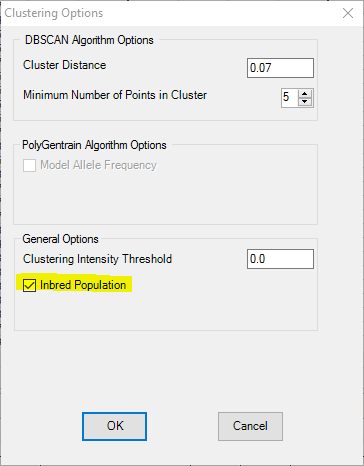 Clustering Options
DBSCAN Algorithm Options
Cluster Distance 0.07
Minimum Number of Points in Cluster 5
PolyGentrain Algorithm Options
Model Allele Frequency
General Options
Clustering Intensity Threshold 0.0
Inbred Population
OK Cancel